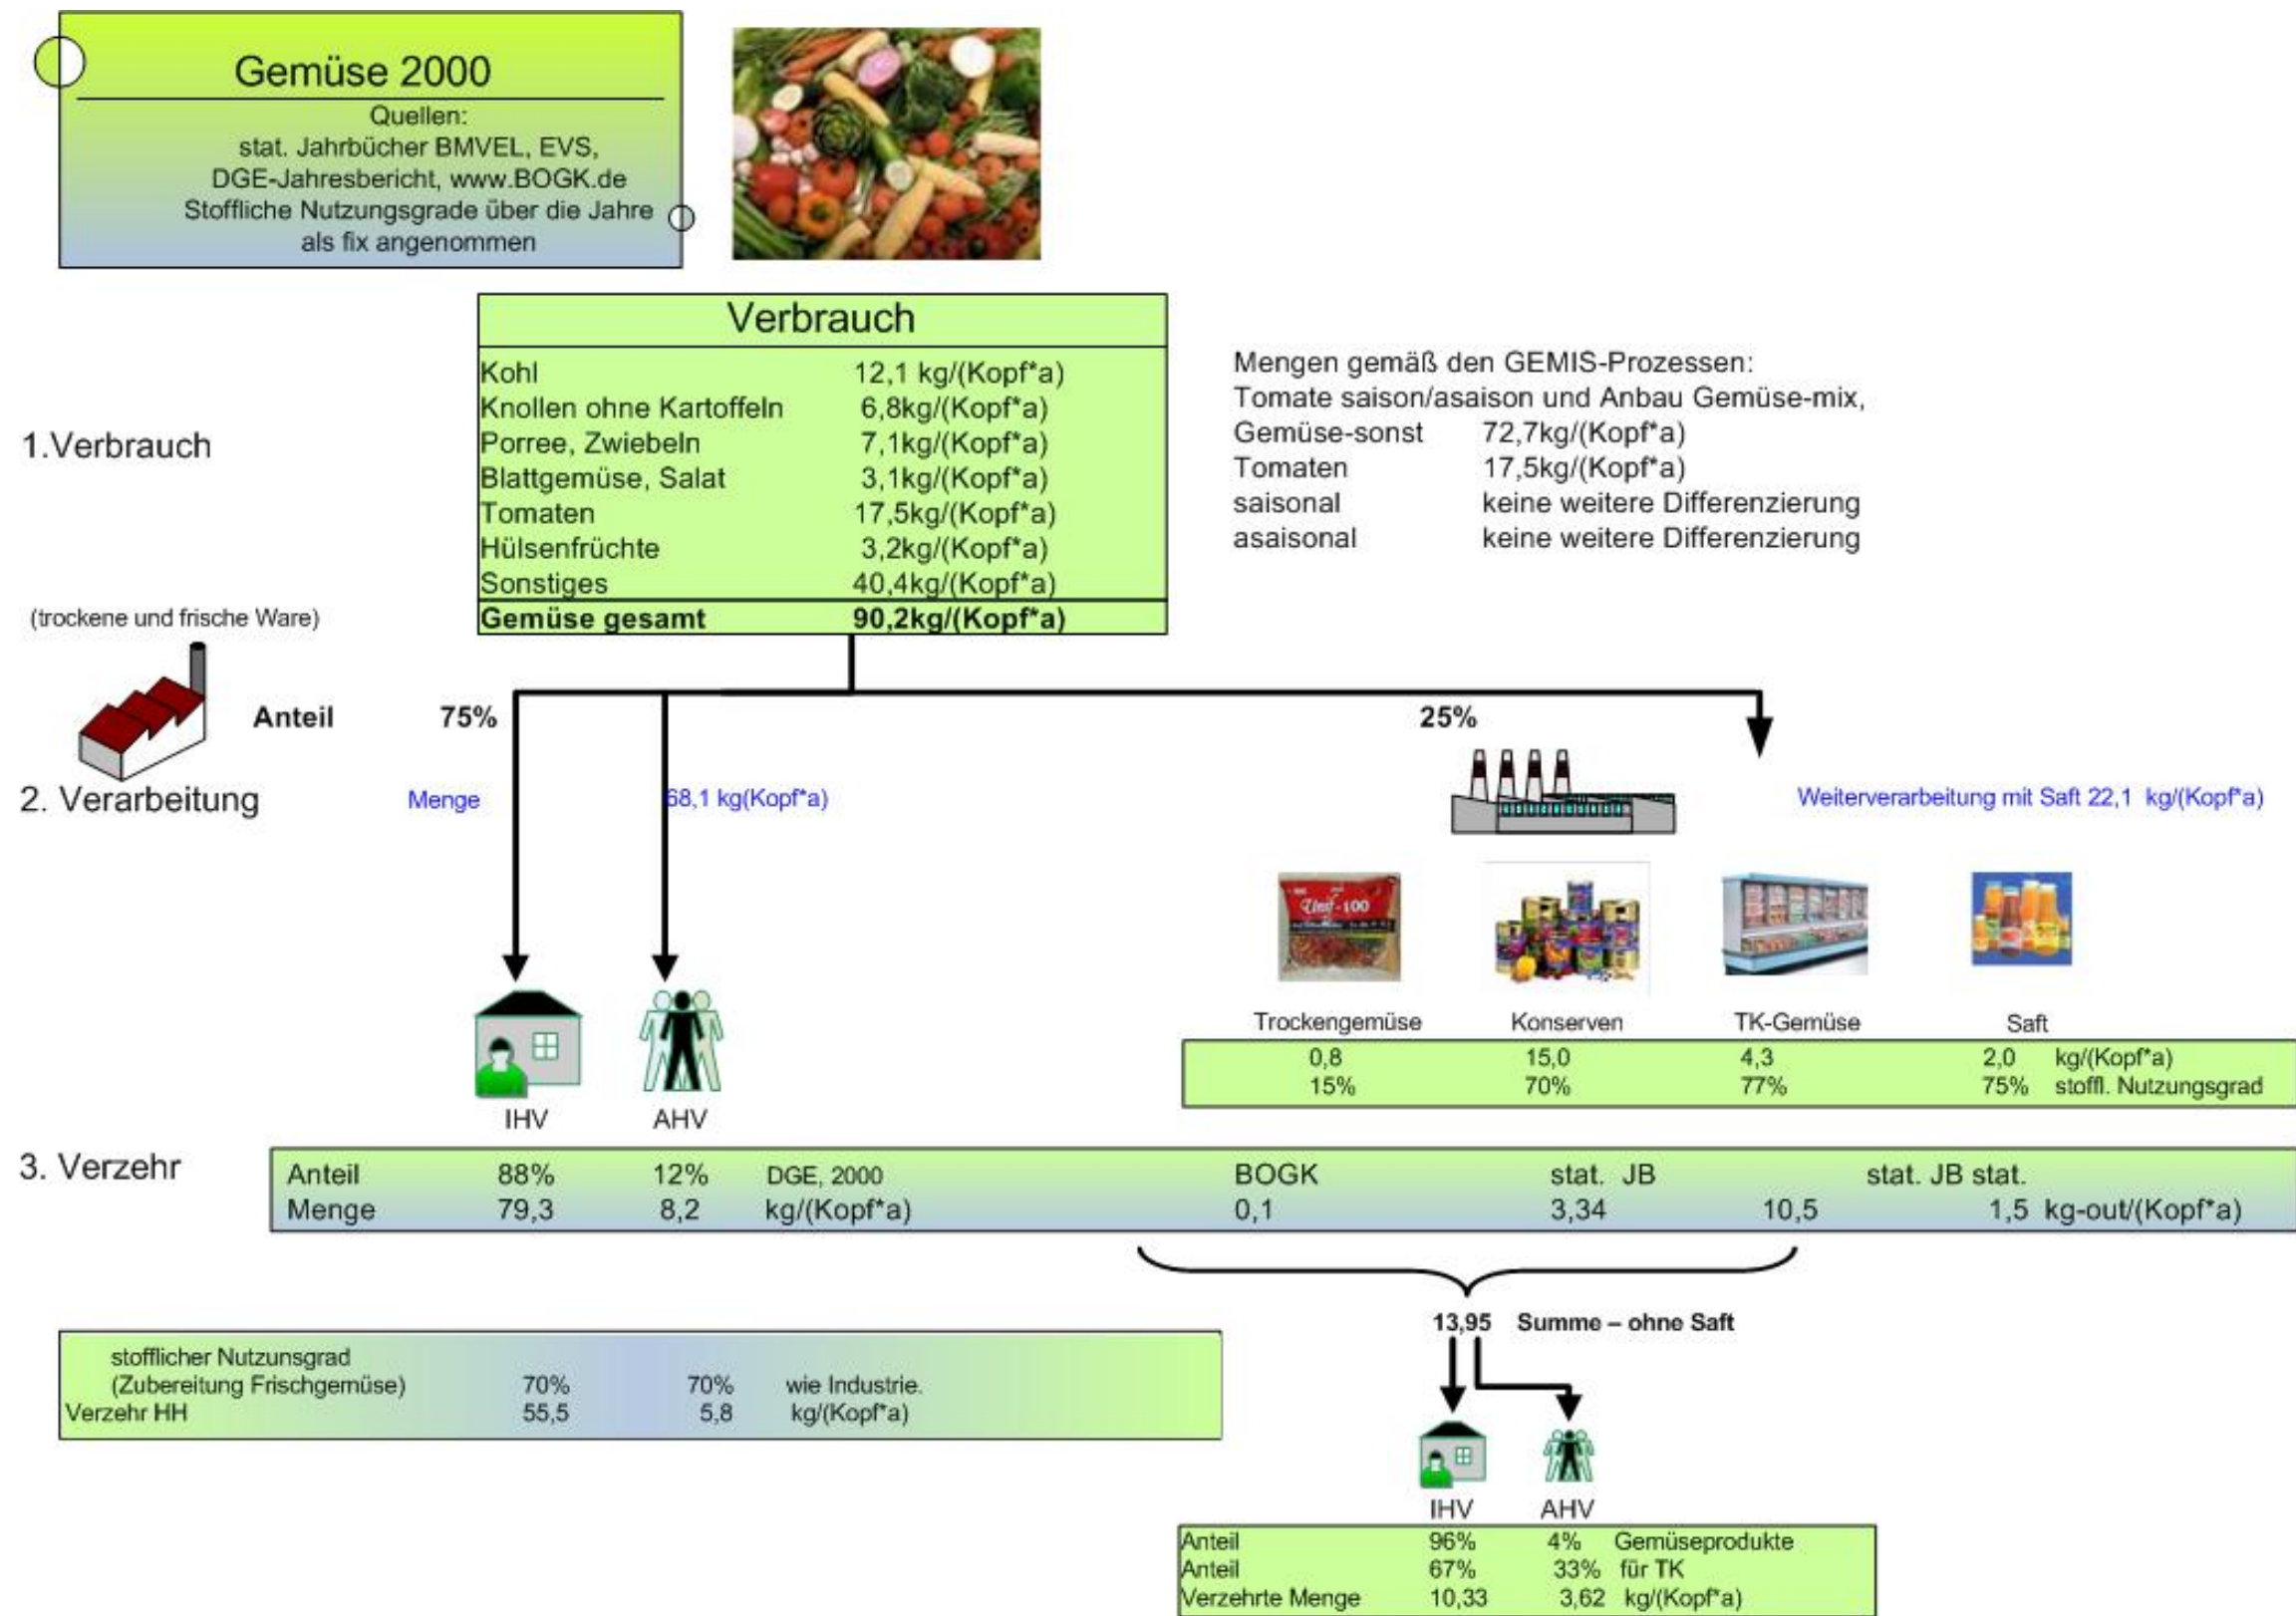 Gemüse 2000
Quellen:
stat. Jahrbücher BMVEL, EVS,
DGE-Jahresbericht, www.BOGK.de
Stoffliche Nutzungsgrade über die Jahre
als fix angenommen
Verbrauch
Kohl 12,1 kg/(Kopf*a)
Knollen ohne Kartoffeln 6,8kg/(Kopf*a)
Porree, Zwiebeln 7,1kg/(Kopf*a)
Blattgemüse, Salat 3,1kg/(Kopf*a)
Tomaten 17,5kg/(Kopf*a)
Hülsenfrüchte 3,2kg/(Kopf*a)
Sonstiges 40,4kg/(Kopf*a)
Gemüse gesamt 90,2kg/(Kopf*a)
Mengen gemäß den GEMIS-Prozessen:
Tomate saison/asaison und Anbau Gemüse-mix,
Gemüse-sonst 72,7kg/(Kopf*a)
Tomaten 17,5kg/(Kopf*a)
saisonal keine weitere Differenzierung
asaisonal keine weitere Differenzierung
1.Verbrauch
(trockene und frische Ware)
Anteil 75% 25%
2. Verarbeitung Menge 68,1 kg(Kopf*a) Weiterverarbeitung mit Saft 22,1 kg/(Kopf*a)
-100
Trockengemüse Konserven TK-Gemüse Saft
0,8 15,0 4,3 2,0 kg/(Kopf*a)
15% 70% 77% 75% stoffl. Nutzungsgrad
IHV AHV
3. Verzehr
Anteil 88% 12% DGE, 2000 BOGK stat. JB stat. JB stat.
Menge 79,3 8,2 kg/(Kopf*a) 0,1 3,34 10,5 1,5 kg-out/(Kopf*a)
13,95 Summe – ohne Saft
stofflicher Nutzunsgrad
(Zubereitung Frischgemüse) 70% 70% wie Industrie.
Verzehr HH 55,5 5,8 kg/(Kopf*a)
IHV AHV
Anteil 96% 4% Gemüseprodukte
Anteil 67% 33% für TK
Verzehrte Menge 10,33 3,62 kg/(Kopf*a)